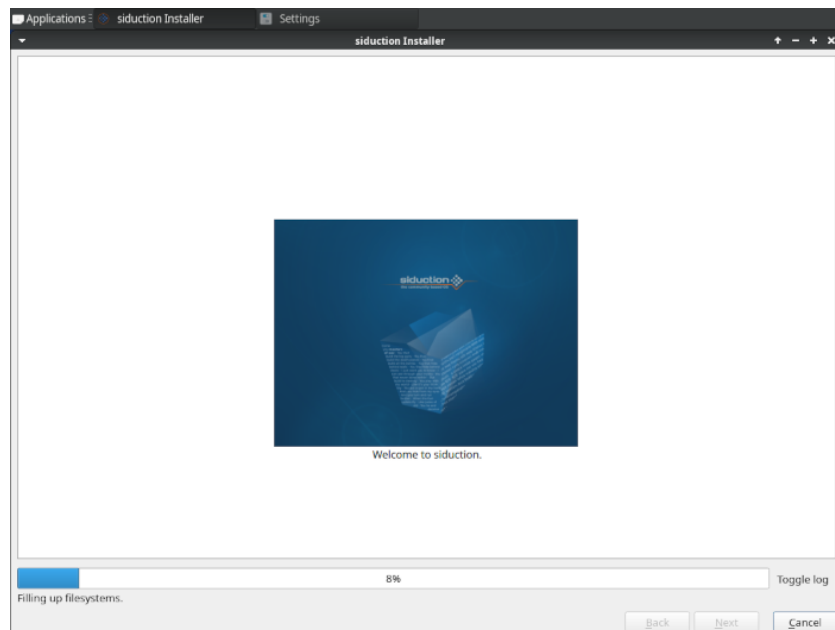 Applications
siduction Installer
Settings
siduction Installer
siduction
Welcome to siduction.
8%
Toggle log
Filling up filesystems.
Back
Next
Cancel